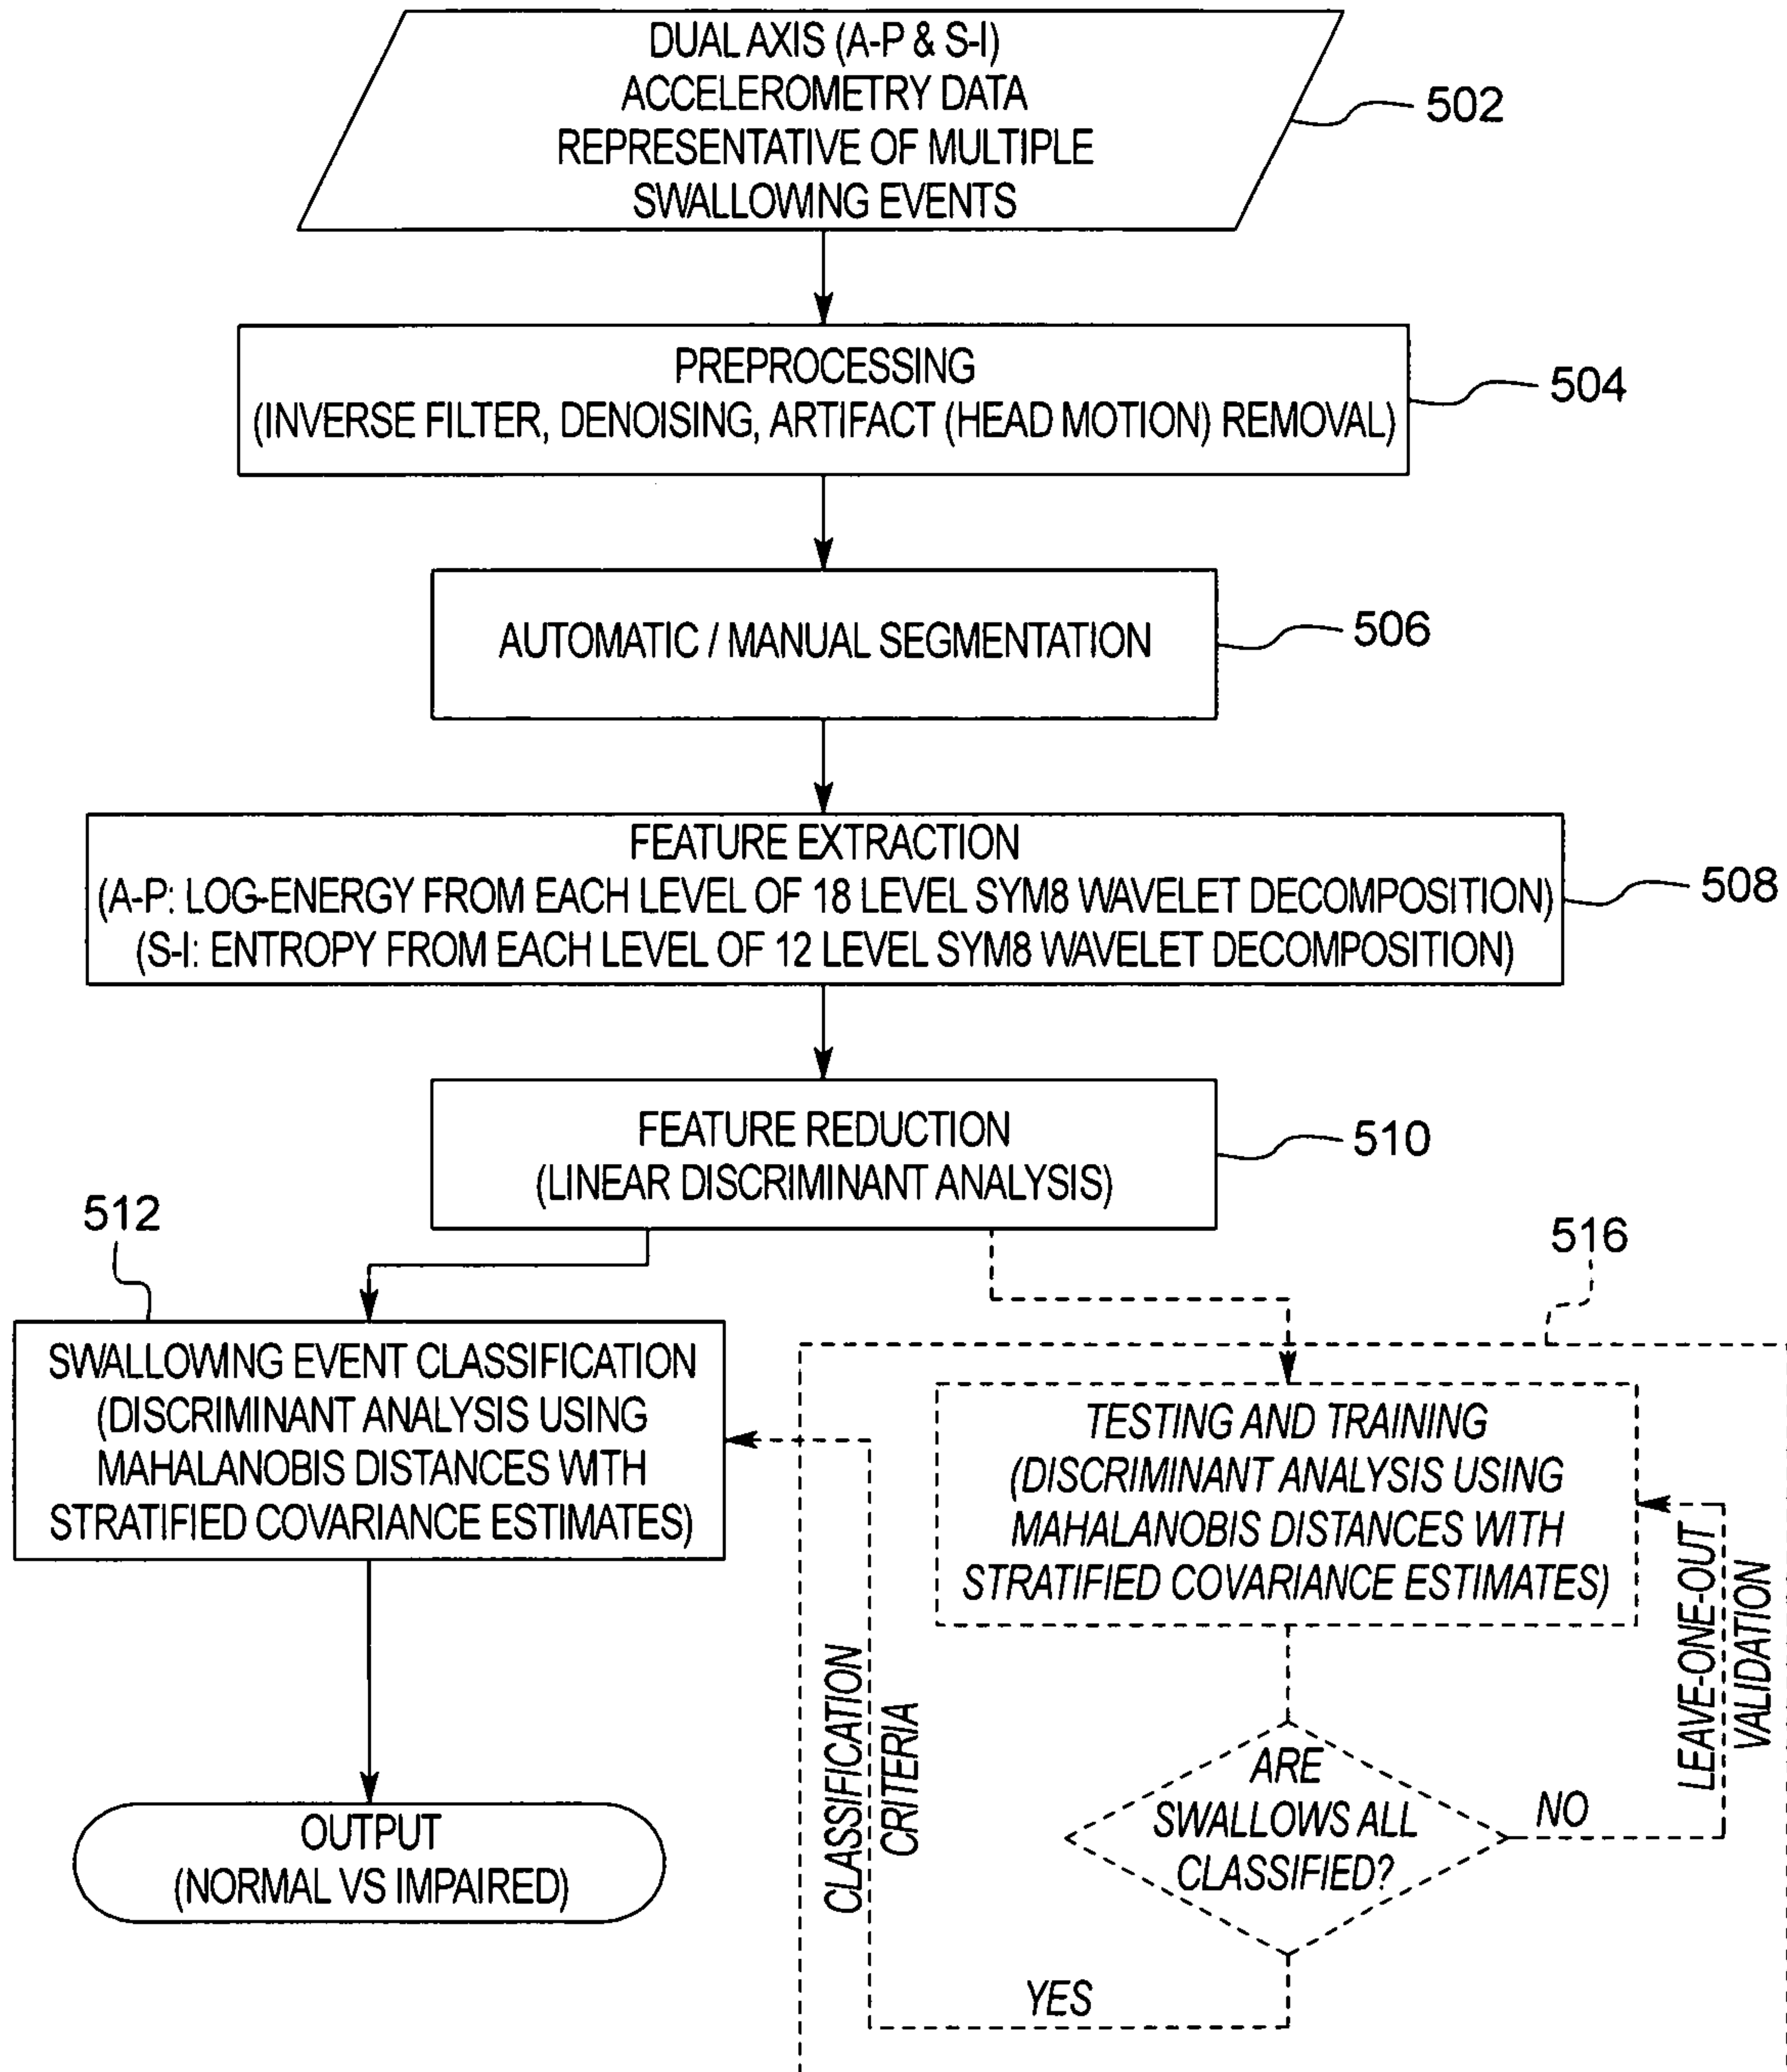 DUAL AXIS (A-P & S-I)
ACCELEROMETRY DATA
REPRESENTATIVE OF MULTIPLE
SWALLOWING EVENTS
502
PREPROCESSING
(INVERSE FILTER, DENOISING, ARTIFACT (HEAD MOTION) REMOVAL)
504
AUTOMATIC / MANUAL SEGMENTATION
506
FEATURE EXTRACTION
(A-P: LOG-ENERGY FROM EACH LEVEL OF 18 LEVEL SYM8 WAVELET DECOMPOSITION)
(S-I: ENTROPY FROM EACH LEVEL OF 12 LEVEL SYM8 WAVELET DECOMPOSITION)
508
FEATURE REDUCTION
(LINEAR DISCRIMINANT ANALYSIS)
510
512
SWALLOWING EVENT CLASSIFICATION
(DISCRIMINANT ANALYSIS USING
MAHALANOBIS DISTANCES WITH
STRATIFIED COVARIANCE ESTIMATES)
OUTPUT
(NORMAL VS IMPAIRED)
516
TESTING AND TRAINING
(DISCRIMINANT ANALYSIS USING
MAHALANOBIS DISTANCES WITH
STRATIFIED COVARIANCE ESTIMATES)
LEAVE-ONE-OUT
VALIDATION
ARE
SWALLOWS ALL
CLASSIFIED?
NO
YES
CLASSIFICATION
CRITERIA